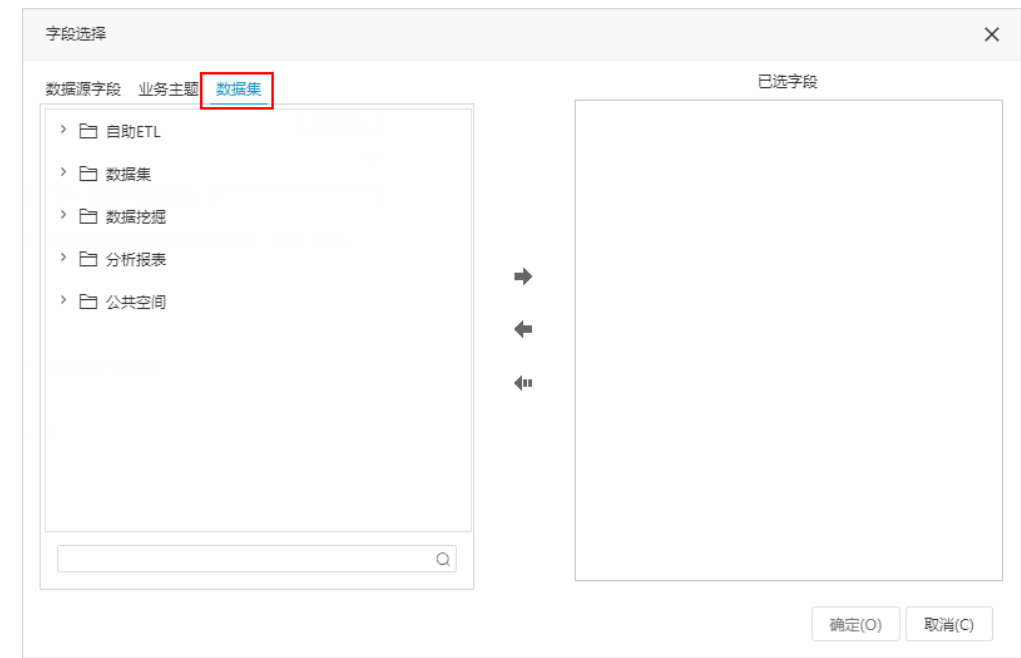 字段选择
数据源字段 业务主题 数据集
已选字段
自助ETL
数据集
数据挖掘
分析报表
公共空间
确定(O) 取消(C)